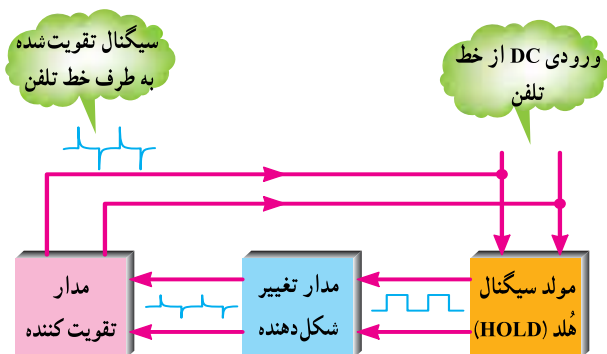 ورودی DC از خط
تلفن
سیگنال تقویت‌شده
به طرف خط تلفن
مولد سیگنال
هُلد (HOLD)
مدار تغییر
شکل‌دهنده
مدار
تقویت کننده